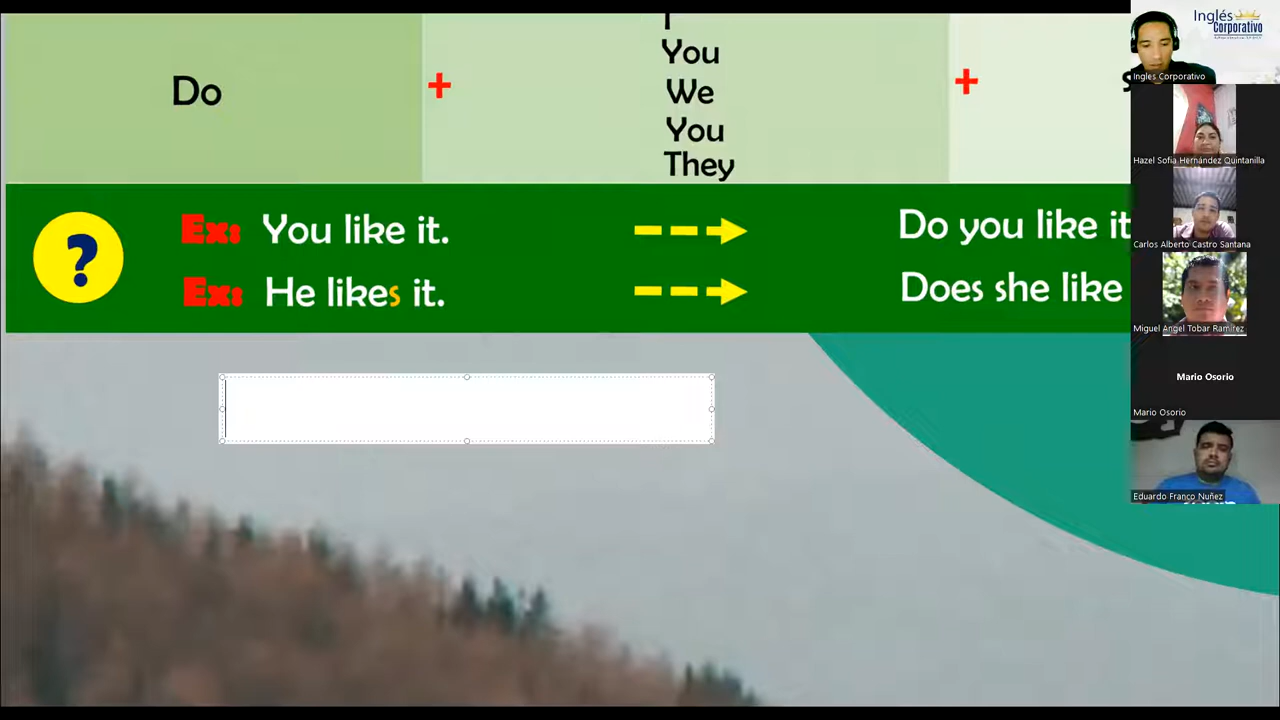 Do
+
You
We
You
They
+
?
Ex: You like it.
Do you like it
Ex: He likes it.
Does she like
Inglés
Corporativo
Ingles Corporativo
Hazel Sofia Hernández Quintanilla
Carlos Alberto Castro Santana
Miguel Angel Tobar Ramírez
Mario Osorio
Mario Osorio
Eduardo Franco Nuñez